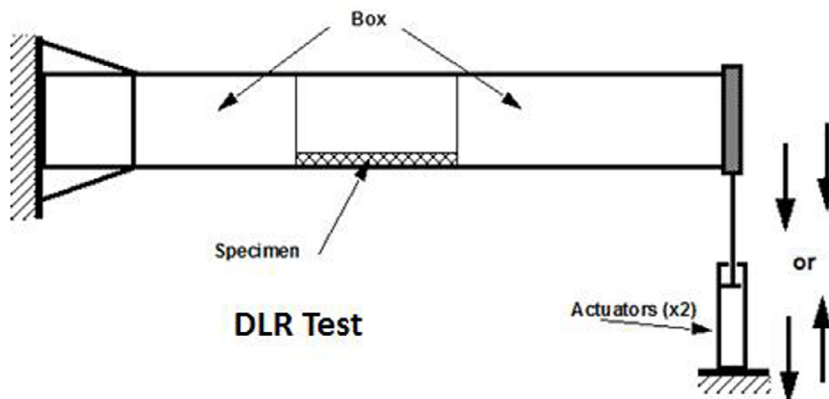 Box
Specimen
or
Actuators (x2)
DLR Test